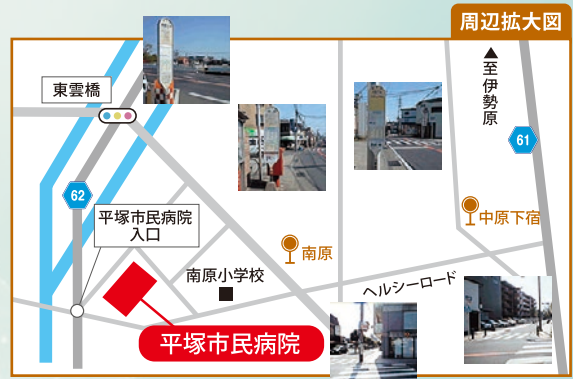 周辺拡大図
▲至伊勢原
東雲橋
61
62
平塚市民病院
入口
中原下宿
南原
南原小学校
ヘルシーロード
平塚市民病院